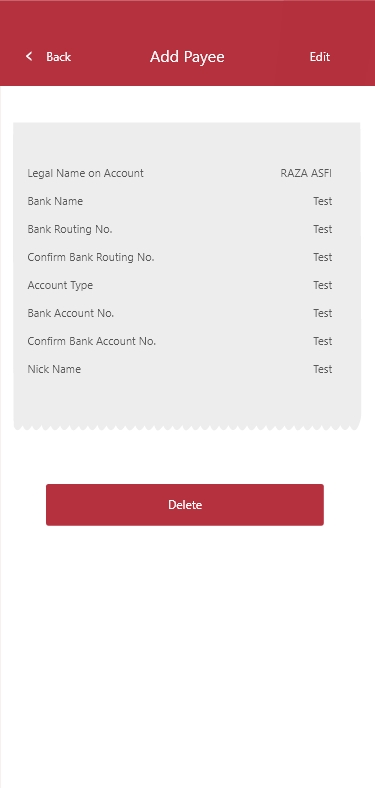 Back Add Payee Edit
Legal Name on Account RAZA ASFI
Bank Name Test
Bank Routing No. Test
Confirm Bank Routing No. Test
Account Type Test
Bank Account No. Test
Confirm Bank Account No. Test
Nick Name Test
Delete